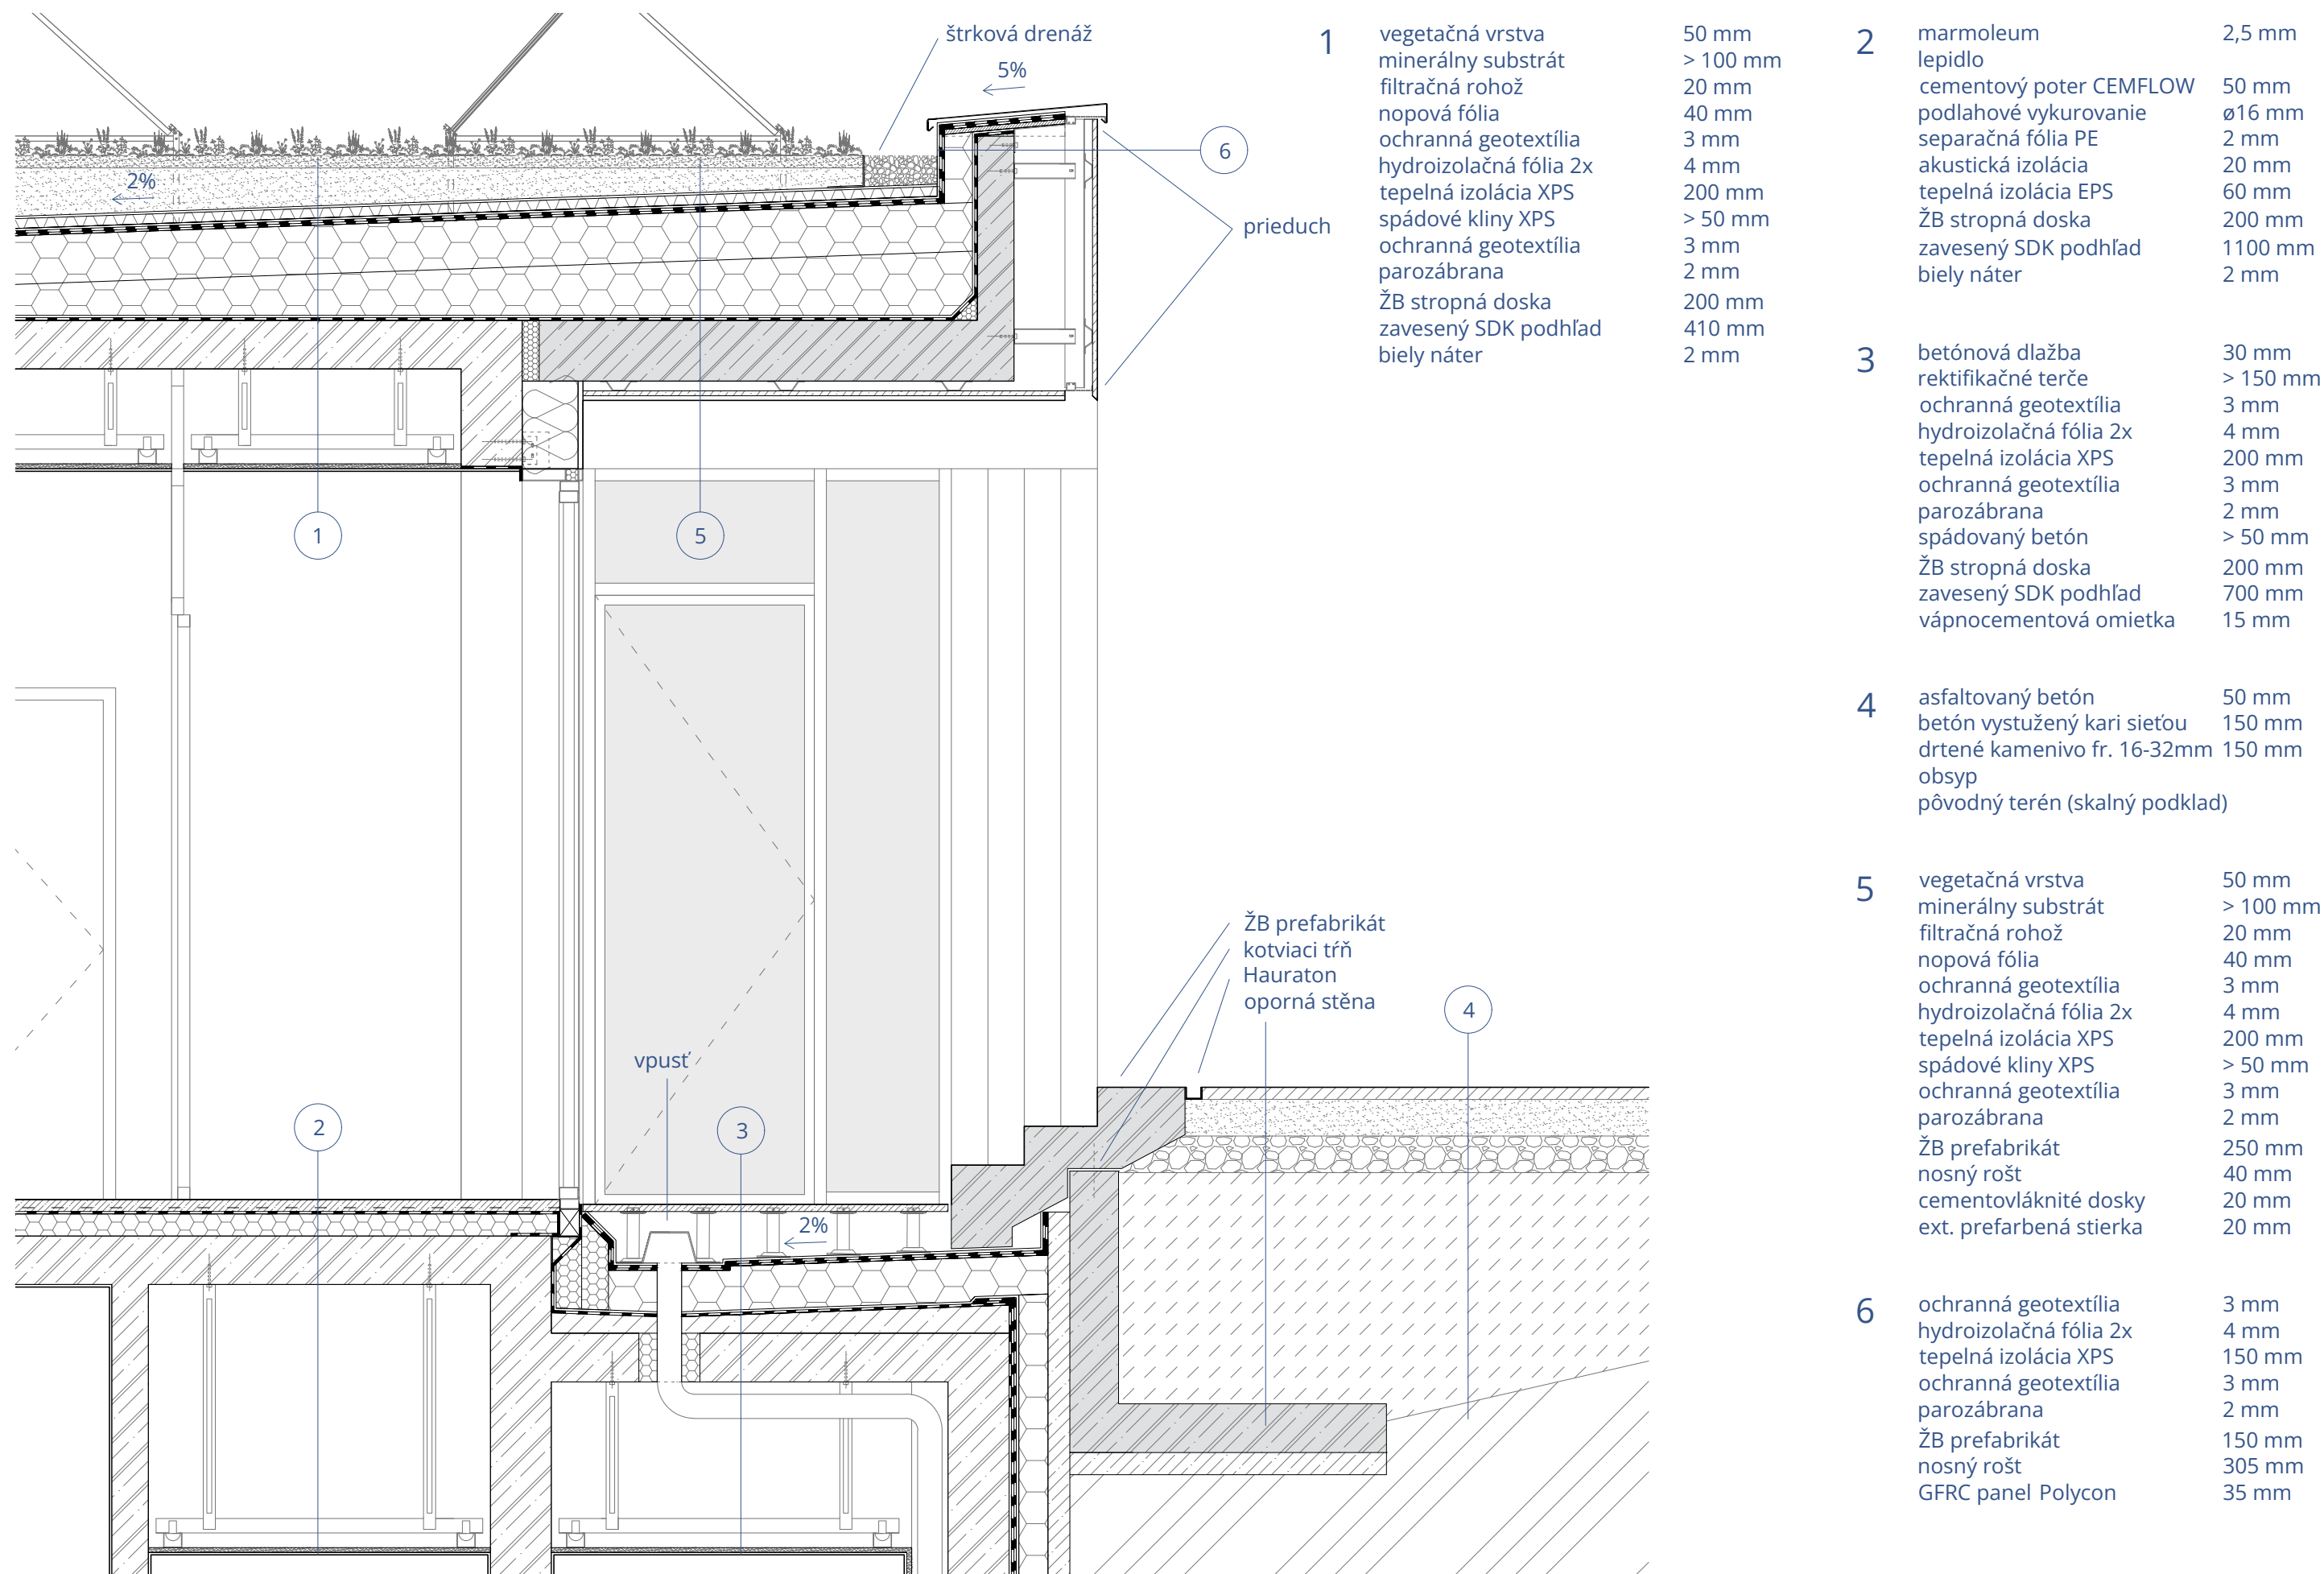 štrková drenáž
5%
6
2%
prieduch
1
5
ŽB prefabrikát
kotviaci tŕň
Hauraton
oporná stěna
4
vpusť
2
3
2%
1
vegetačná vrstva 50 mm
minerálny substrát > 100 mm
filtračná rohož 20 mm
nopová fólia 40 mm
ochranná geotextília 3 mm
hydroizolačná fólia 2x 4 mm
tepelná izolácia XPS 200 mm
spádové kliny XPS > 50 mm
ochranná geotextília 3 mm
parozábrana 2 mm
ŽB stropná doska 200 mm
zavesený SDK podhľad 410 mm
biely náter 2 mm
2
marmoleum 2,5 mm
lepidlo
cementový poter CEMFLOW 50 mm
podlahové vykurovanie ø16 mm
separačná fólia PE 2 mm
akustická izolácia 20 mm
tepelná izolácia EPS 60 mm
ŽB stropná doska 200 mm
zavesený SDK podhľad 1100 mm
biely náter 2 mm
3
betónová dlažba 30 mm
rektifikačné terče > 150 mm
ochranná geotextília 3 mm
hydroizolačná fólia 2x 4 mm
tepelná izolácia XPS 200 mm
ochranná geotextília 3 mm
parozábrana 2 mm
spádovaný betón > 50 mm
ŽB stropná doska 200 mm
zavesený SDK podhľad 700 mm
vápnocementová omietka 15 mm
4
asfaltovaný betón 50 mm
betón vystužený kari sieťou 150 mm
drtené kamenivo fr. 16-32mm 150 mm
obsyp
pôvodný terén (skalný podklad)
5
vegetačná vrstva 50 mm
minerálny substrát > 100 mm
filtračná rohož 20 mm
nopová fólia 40 mm
ochranná geotextília 3 mm
hydroizolačná fólia 2x 4 mm
tepelná izolácia XPS 200 mm
spádové kliny XPS > 50 mm
ochranná geotextília 3 mm
parozábrana 2 mm
ŽB prefabrikát 250 mm
nosný rošt 40 mm
cementovláknité dosky 20 mm
ext. prefarbená stierka 20 mm
6
ochranná geotextília 3 mm
hydroizolačná fólia 2x 4 mm
tepelná izolácia XPS 150 mm
ochranná geotextília 3 mm
parozábrana 2 mm
ŽB prefabrikát 150 mm
nosný rošt 305 mm
GFRC panel Polycon 35 mm